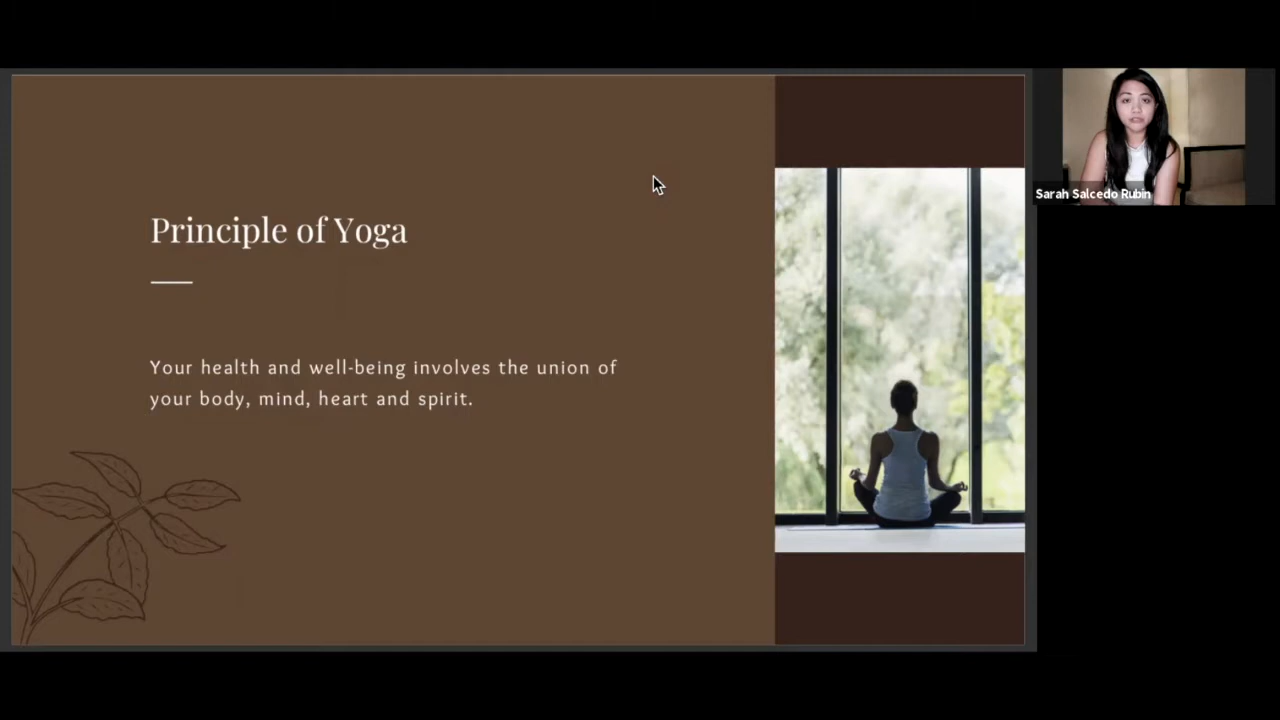 Principle of Yoga
Your health and well-being involves the union of
your body, mind, heart and spirit.
Sarah Salcedo Rubin